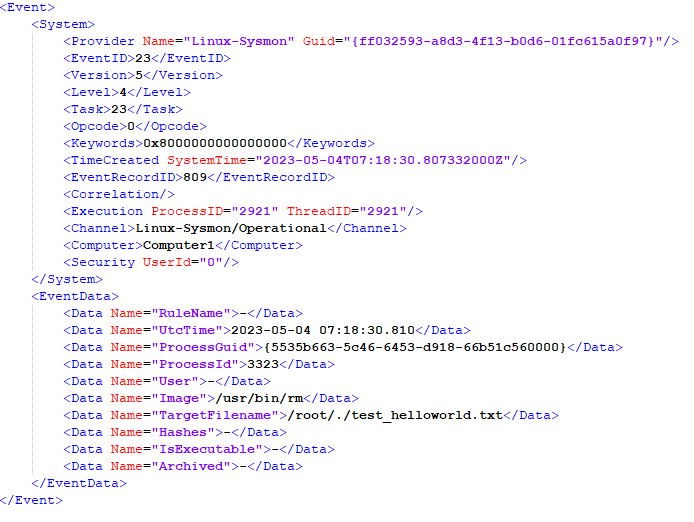 <Event>
<System>
<Provider Name="Linux-Sysmon" Guid="{ff032593-a8d3-4f13-b0d6-01fc615a0f97}"/>
<EventID>23</EventID>
<Version>5</Version>
<Level>4</Level>
<Task>23</Task>
<Opcode>0</Opcode>
<Keywords>0x8000000000000000</Keywords>
<TimeCreated SystemTime="2023-05-04T07:18:30.807332000Z"/>
<EventRecordID>809</EventRecordID>
<Correlation/>
<Execution ProcessID="2921" ThreadID="2921"/>
<Channel>Linux-Sysmon/Operational</Channel>
<Computer>Computer1</Computer>
<Security UserId="0"/>
</System>
<EventData>
<Data Name="RuleName">-</Data>
<Data Name="UtcTime">2023-05-04 07:18:30.810</Data>
<Data Name="ProcessGuid">{5535b663-5c46-6453-d918-66b51c560000}</Data>
<Data Name="ProcessId">3323</Data>
<Data Name="User">-</Data>
<Data Name="Image">/usr/bin/rm</Data>
<Data Name="TargetFilename">/root/./test_helloworld.txt</Data>
<Data Name="Hashes">-</Data>
<Data Name="IsExecutable">-</Data>
<Data Name="Archived">-</Data>
</EventData>
</Event>